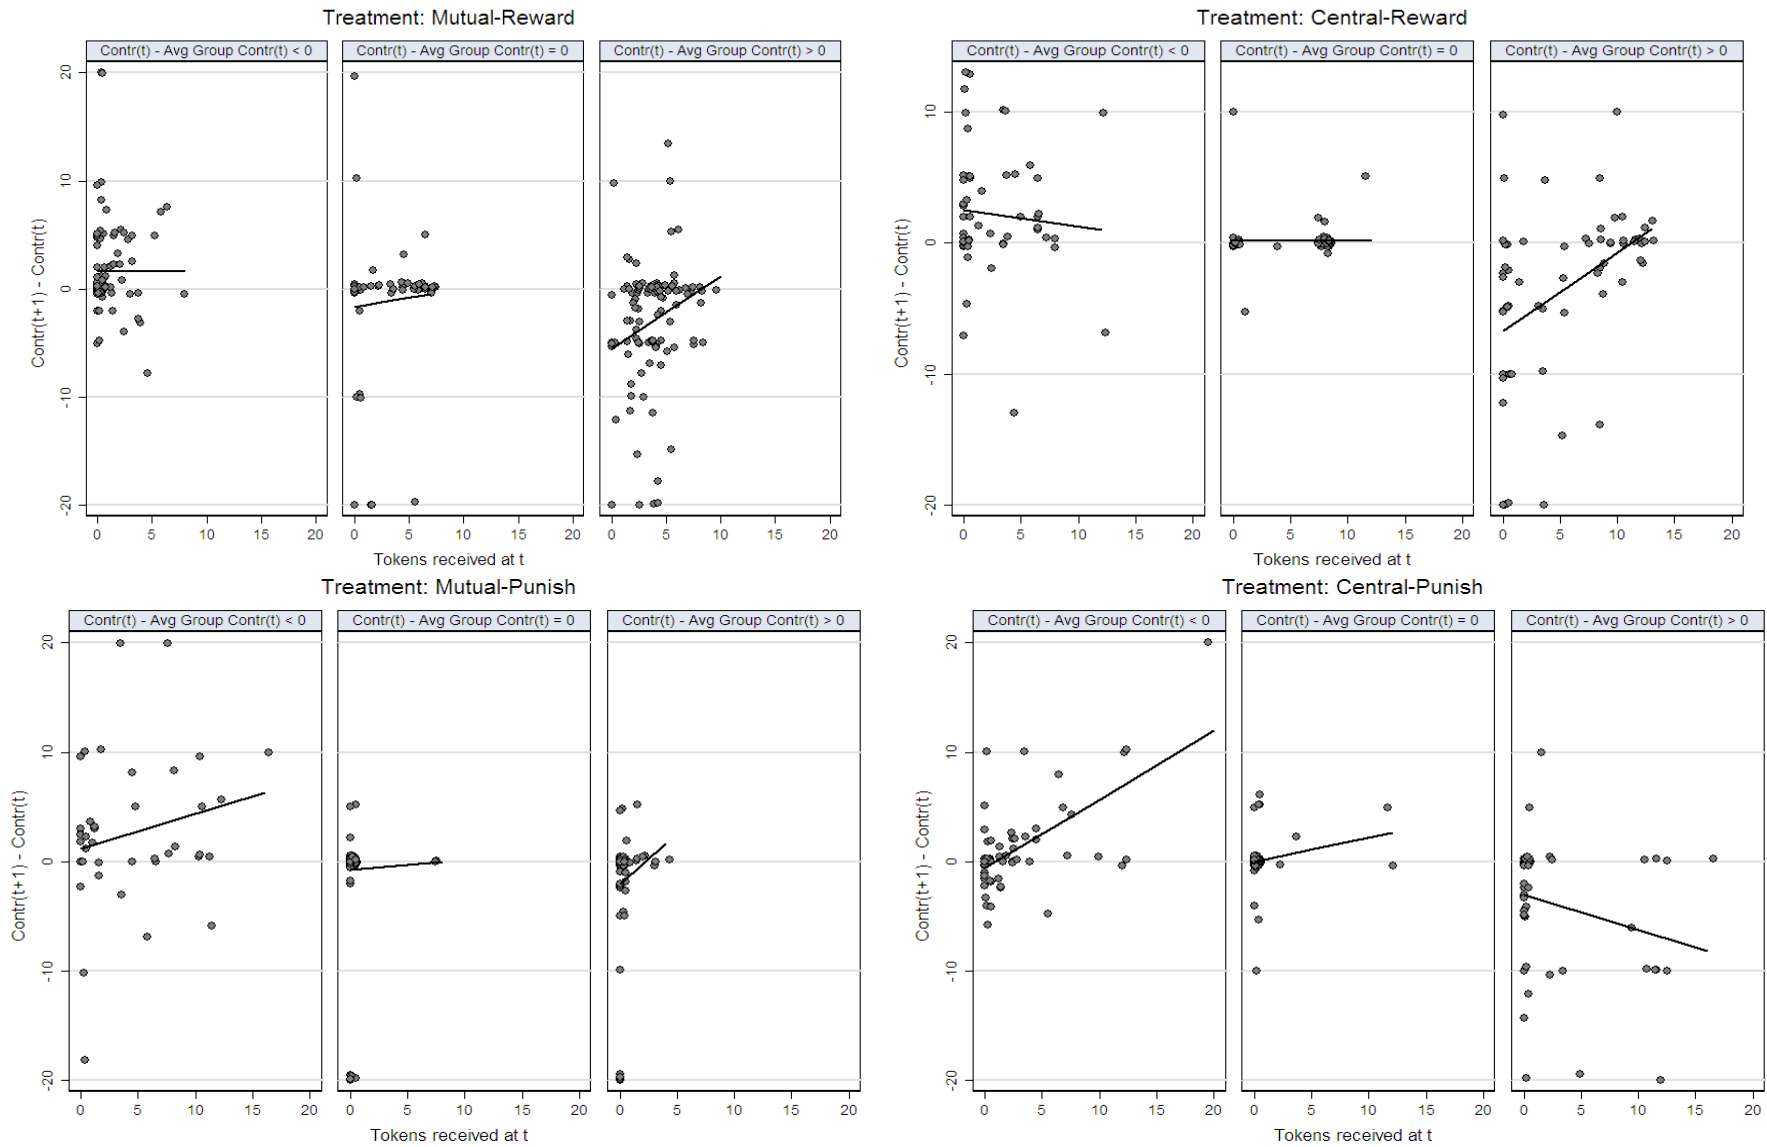 Treatment: Mutual-Reward
Contr(t) - Avg Group Contr(t) < 0
Contr(t) - Avg Group Contr(t) = 0
Contr(t) - Avg Group Contr(t) > 0
Contr(t+1) - Contr(t)
20
10
0
-10
-20
0 5 10 15 20
0 5 10 15 20
0 5 10 15 20
Tokens received at t
Treatment: Central-Reward
Contr(t) - Avg Group Contr(t) < 0
Contr(t) - Avg Group Contr(t) = 0
Contr(t) - Avg Group Contr(t) > 0
Contr(t+1) - Contr(t)
10
0
-10
-20
0 5 10 15 20
0 5 10 15 20
0 5 10 15 20
Tokens received at t
Treatment: Mutual-Punish
Contr(t) - Avg Group Contr(t) < 0
Contr(t) - Avg Group Contr(t) = 0
Contr(t) - Avg Group Contr(t) > 0
Contr(t+1) - Contr(t)
20
10
0
-10
-20
0 5 10 15 20
0 5 10 15 20
0 5 10 15 20
Tokens received at t
Treatment: Central-Punish
Contr(t) - Avg Group Contr(t) < 0
Contr(t) - Avg Group Contr(t) = 0
Contr(t) - Avg Group Contr(t) > 0
Contr(t+1) - Contr(t)
20
10
0
-10
-20
0 5 10 15 20
0 5 10 15 20
0 5 10 15 20
Tokens received at t